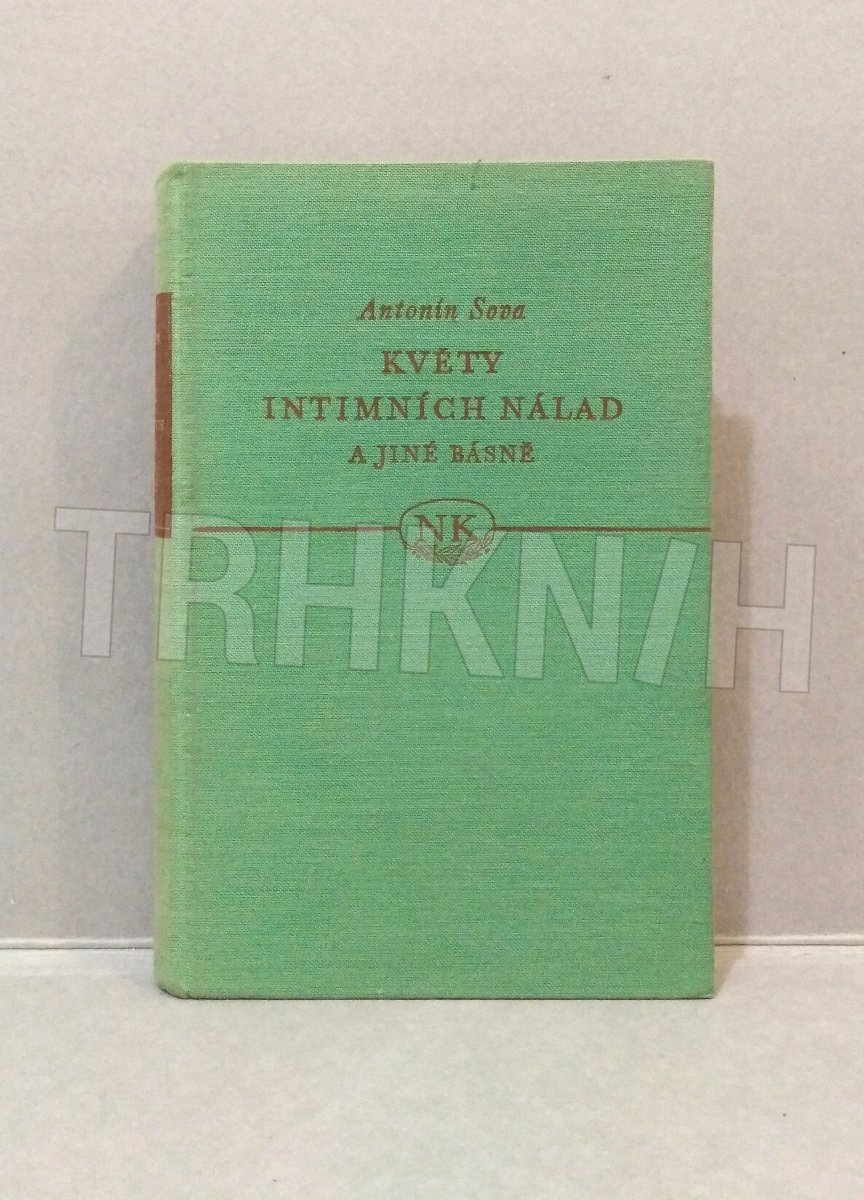 Antonín Sova
KVĚTY
INTIMNÍCH NÁLAD
A JINÉ BÁSNĚ
NK
TRHKNIH